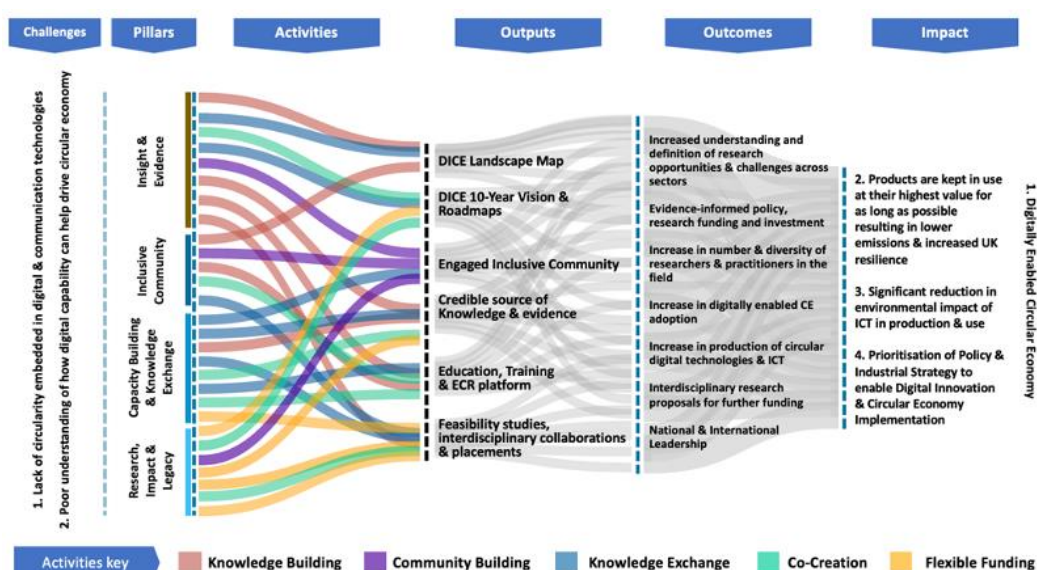 Challenges
Pillars
Activities
Outputs
Outcomes
Impact
1. Lack of circularity embedded in digital & communication technologies
2. Poor understanding of how digital capability can help drive circular economy
Insight &
Evidence
Inclusive
Community
Capacity Building
& Knowledge
Exchange
Research,
Impact &
Legacy
DICE Landscape Map
DICE 10-Year Vision &
Roadmaps
Engaged Inclusive Community
Credible source of
Knowledge & evidence
Education, Training
& ECR platform
Feasibility studies,
interdisciplinary collaborations
& placements
Increased understanding and
definition of research
opportunities & challenges across
sectors
Evidence-informed policy,
research funding and investment
Increase in number & diversity of
researchers & practitioners in the
field
Increase in digitally enabled CE
adoption
Increase in production of circular
digital technologies & ICT
Interdisciplinary research
proposals for further funding
National & International
Leadership
2. Products are kept in use
at their highest value for
as long as possible
resulting in lower
emissions & increased UK
resilience
3. Significant reduction in
environmental impact of
ICT in production & use
4. Prioritisation of Policy &
Industrial Strategy to
enable Digital Innovation
& Circular Economy
Implementation
1. Digitally Enabled Circular Economy
Activities key
Knowledge Building
Community Building
Knowledge Exchange
Co-Creation
Flexible Funding